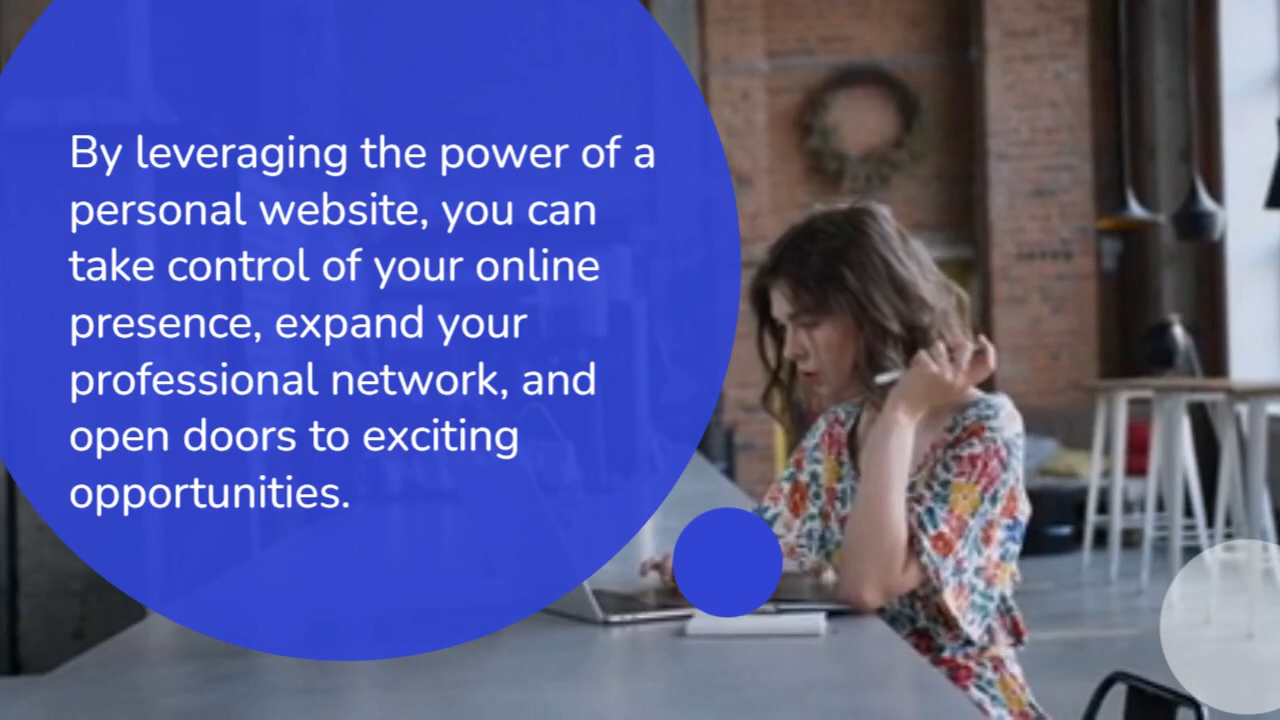 By leveraging the power of a
personal website, you can
take control of your online
presence, expand your
professional network, and
open doors to exciting
opportunities.